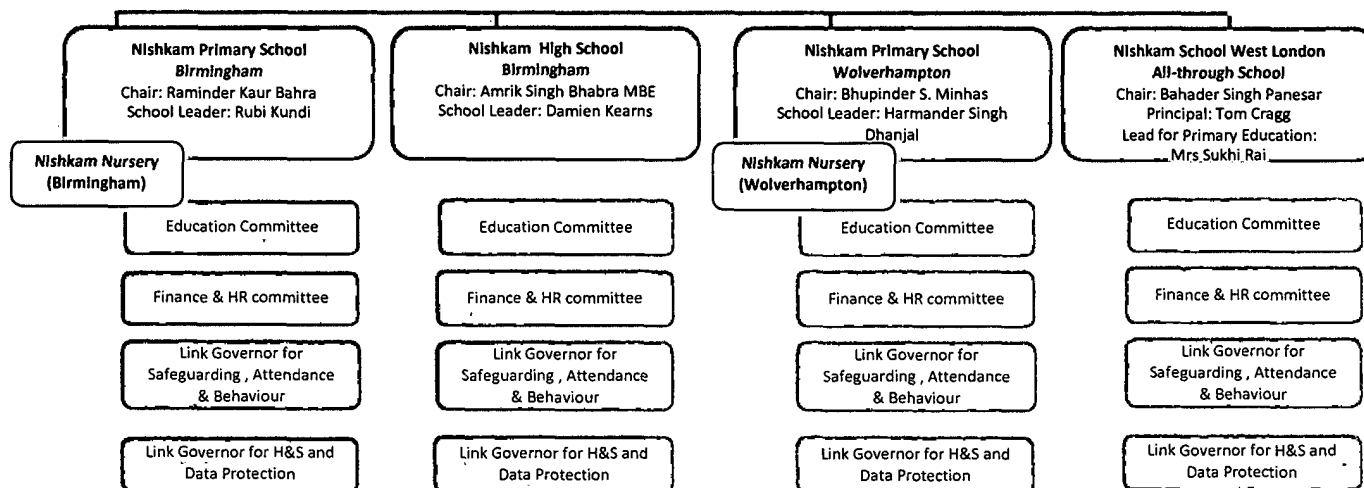 Nishkam Primary School
Birmingham
Chair: Raminder Kaur Bahra
School Leader: Rubi Kundi
Nishkam Nursery
(Birmingham)
Education Committee
Finance & HR committee
Link Governor for
Safeguarding , Attendance
& Behaviour
Link Governor for H&S and
Data Protection
Nishkam High School
Birmingham
Chair: Amrik Singh Bhabra MBE
School Leader: Damien Kearns
Education Committee
Finance & HR committee
Link Governor for
Safeguarding , Attendance
& Behaviour
Link Governor for H&S and
Data Protection
Nishkam Primary School
Wolverhampton
Chair: Bhupinder S. Minhas
School Leader: Harmander Singh
Dhanjal
Nishkam Nursery
(Wolverhampton)
Education Committee
Finance & HR committee
Link Governor for
Safeguarding , Attendance
& Behaviour
Link Governor for H&S and
Data Protection
Nishkam School West London
All-through School
Chair: Bahader Singh Panesar
Principal: Tom Cragg
Lead for Primary Education:
Mrs Sukhi Rai
Education Committee
Finance & HR committee
Link Governor for
Safeguarding , Attendance
& Behaviour
Link Governor for H&S and
Data Protection